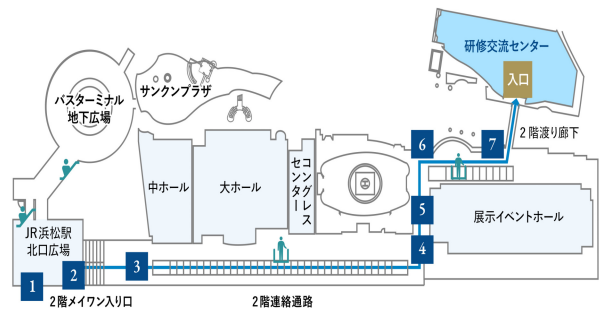 研修交流センター
入口
サンクンプラザ
バスターミナル
地下広場
2階渡り廊下
6
7
中ホール
大ホール
コングレス
センター
5
展示イベントホール
JR浜松駅
北口広場
4
1
2
3
2階メイワン入り口
2階連絡通路